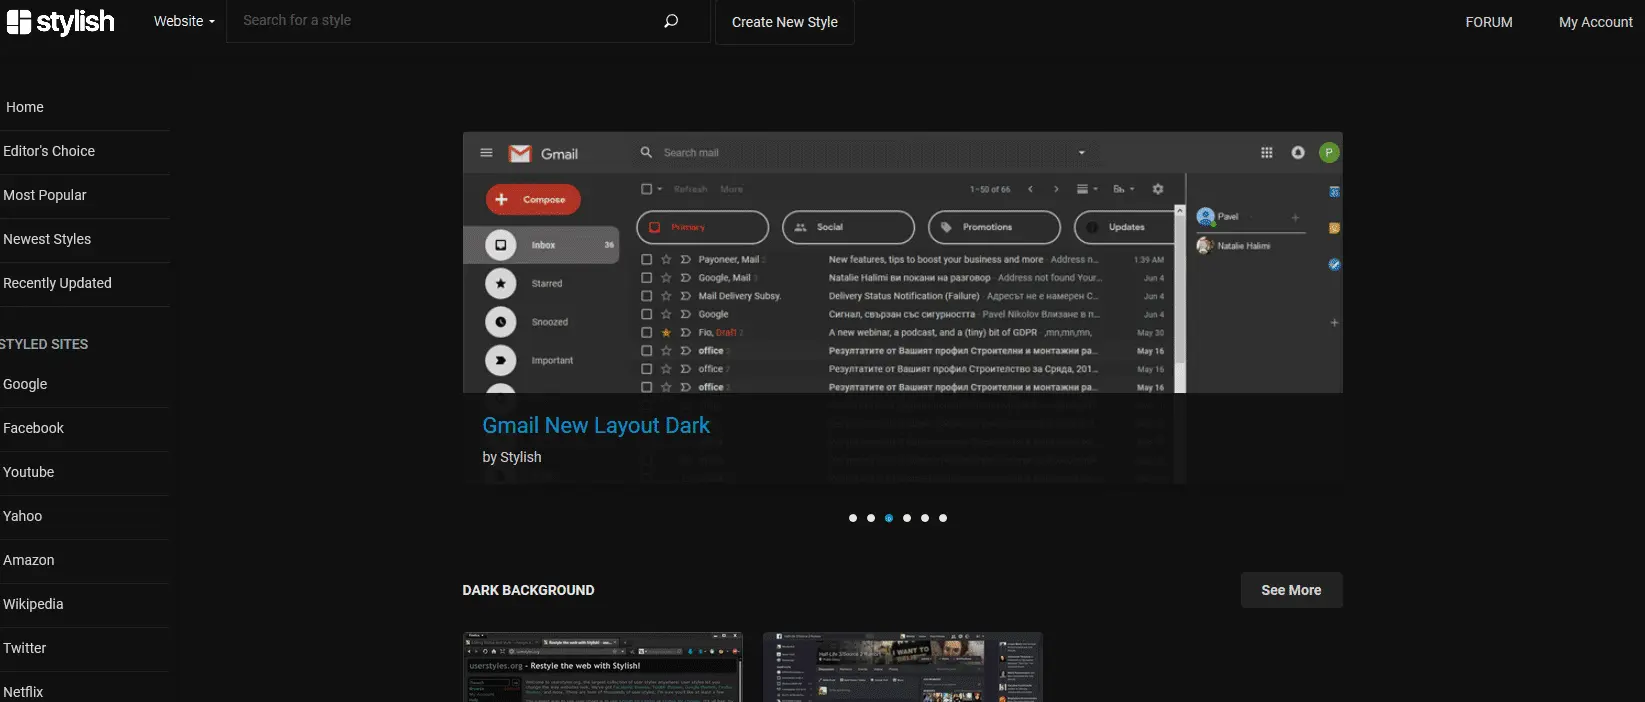 stylish Website Search for a style Create New Style FORUM My Account
Home
Editor's Choice
Most Popular
Newest Styles
Recently Updated
STYLED SITES
Google
Facebook
Youtube
Yahoo
Amazon
Wikipedia
Twitter
Netflix
Gmail Search mail P
Compose Refresh More 1–50 of 66
Primary Social Promotions Updates
Pavel
Natalie Halimi
Inbox 36
Starred
Snoozed
Important
Payoneer, Mail 2 New features, tips to boost your business and more - Address n... 1:39 AM
Google, Mail Natalie Halimi ви покани на разговор - Address not found Your... Jun 4
Mail Delivery Subsy. Delivery Status Notification (Failure) - Адресът не е намерен С... Jun 4
Google Сигнал, свързан със сигурността - Pavel Nikolov Влизане в п... Jun 4
Fio, Draft 2 A new webinar, a podcast, and a (tiny) bit of GDPR ,mn,mn,mn, May 30
office 2 Резултатите от Вашият профил Строителни и монтажни ра... May 16
office 2 Резултатите от Вашият профил Строителство за Сряда, 201... May 16
office 2 Резултатите от Вашият профил Строителни и монтажни ра... May 16
Gmail New Layout Dark
by Stylish
DARK BACKGROUND See More
userstyles.org - Restyle the web with Stylish!